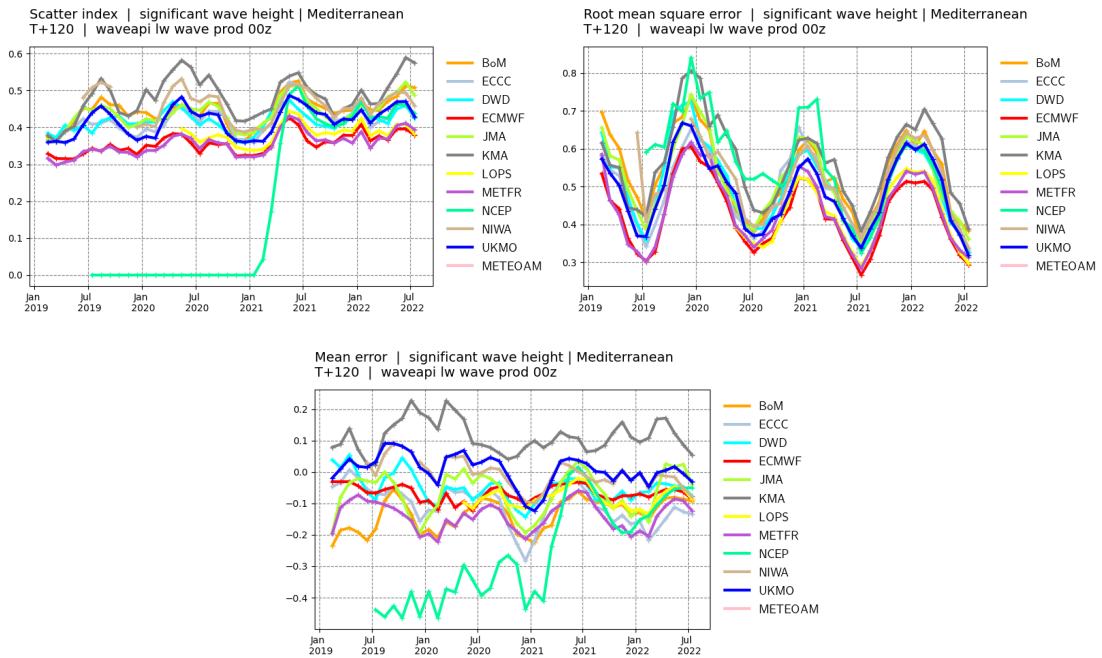 Scatter index | significant wave height | Mediterranean
T+120 | waveapi lw wave prod 00z
0.6
0.5
0.4
0.3
0.2
0.1
0.0
Jan
2019
Jul
2019
Jan
2020
Jul
2020
Jan
2021
Jul
2021
Jan
2022
Jul
2022
BoM
ECCC
DWD
ECMWF
JMA
KMA
LOPS
METFR
NCEP
NIWA
UKMO
METEOAM
Root mean square error | significant wave height | Mediterranean
T+120 | waveapi lw wave prod 00z
0.8
0.7
0.6
0.5
0.4
0.3
Jan
2019
Jul
2019
Jan
2020
Jul
2020
Jan
2021
Jul
2021
Jan
2022
Jul
2022
BoM
ECCC
DWD
ECMWF
JMA
KMA
LOPS
METFR
NCEP
NIWA
UKMO
METEOAM
Mean error | significant wave height | Mediterranean
T+120 | waveapi lw wave prod 00z
0.2
0.1
0.0
−0.1
−0.2
−0.3
−0.4
Jan
2019
Jul
2019
Jan
2020
Jul
2020
Jan
2021
Jul
2021
Jan
2022
Jul
2022
BoM
ECCC
DWD
ECMWF
JMA
KMA
LOPS
METFR
NCEP
NIWA
UKMO
METEOAM